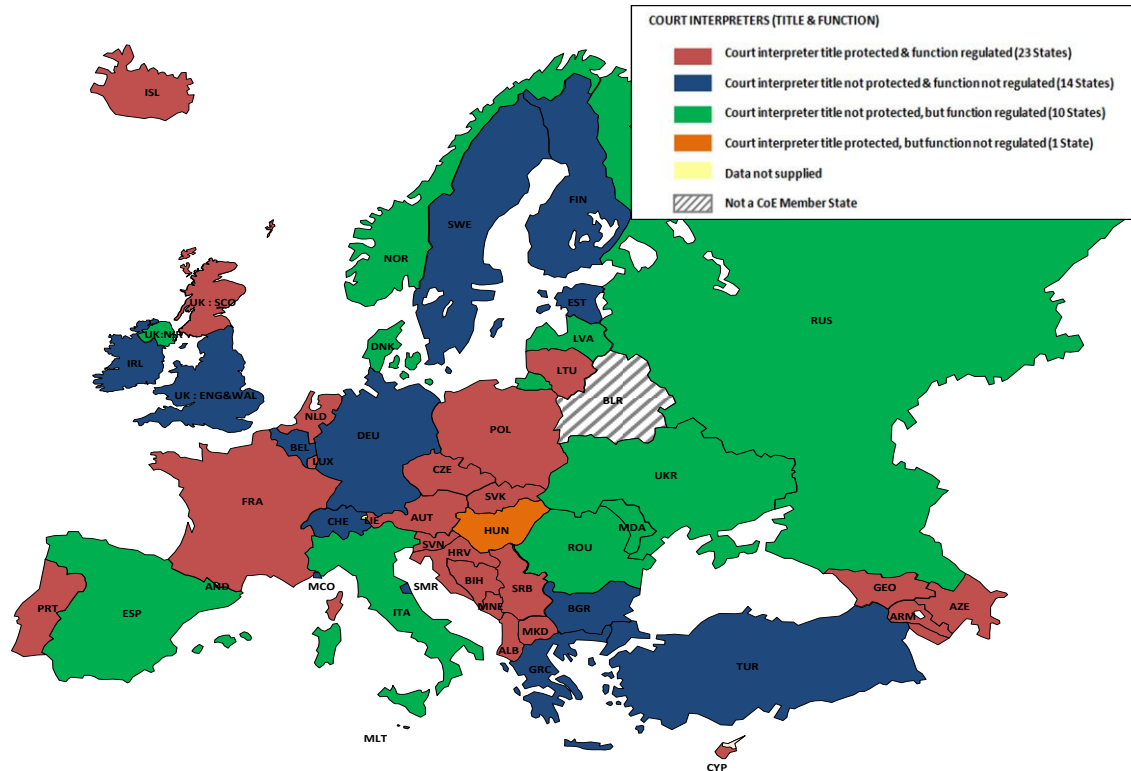 COURT INTERPRETERS (TITLE & FUNCTION)
Court interpreter title protected & function regulated (23 States)
Court interpreter title not protected & function not regulated (14 States)
Court interpreter title not protected, but function regulated (10 States)
Court interpreter title protected, but function not regulated (1 State)
Data not supplied
Not a CoE Member State
ISL
FIN
SWE
NOR
UK : SCO
EST
RUS
UK:NIR
LVA
DNK
IRL
LTU
UK : ENG&WAL
BLR
NLD
DEU
POL
BEL
LUX
CZE
UKR
FRA
SVK
CHE
LIE
AUT
HUN
MDA
SVN
ROU
HRV
AND
MCO
SMR
BIH
SRB
GEO
PRT
ESP
ITA
MNE
BGR
AZE
ARM
MKD
ALB
GRC
TUR
MLT
CYP